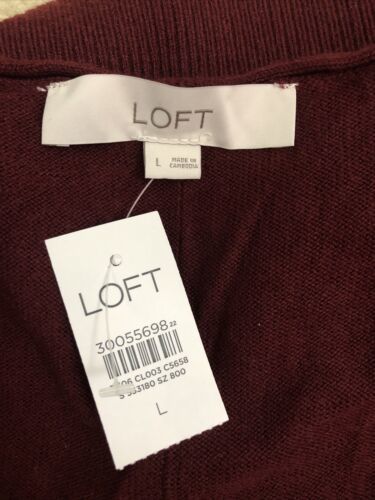 LOFT
L
MADE IN
CAMBODIA
LOFT
30055698 22
CL003 C5658
S 553180 SZ 800
L